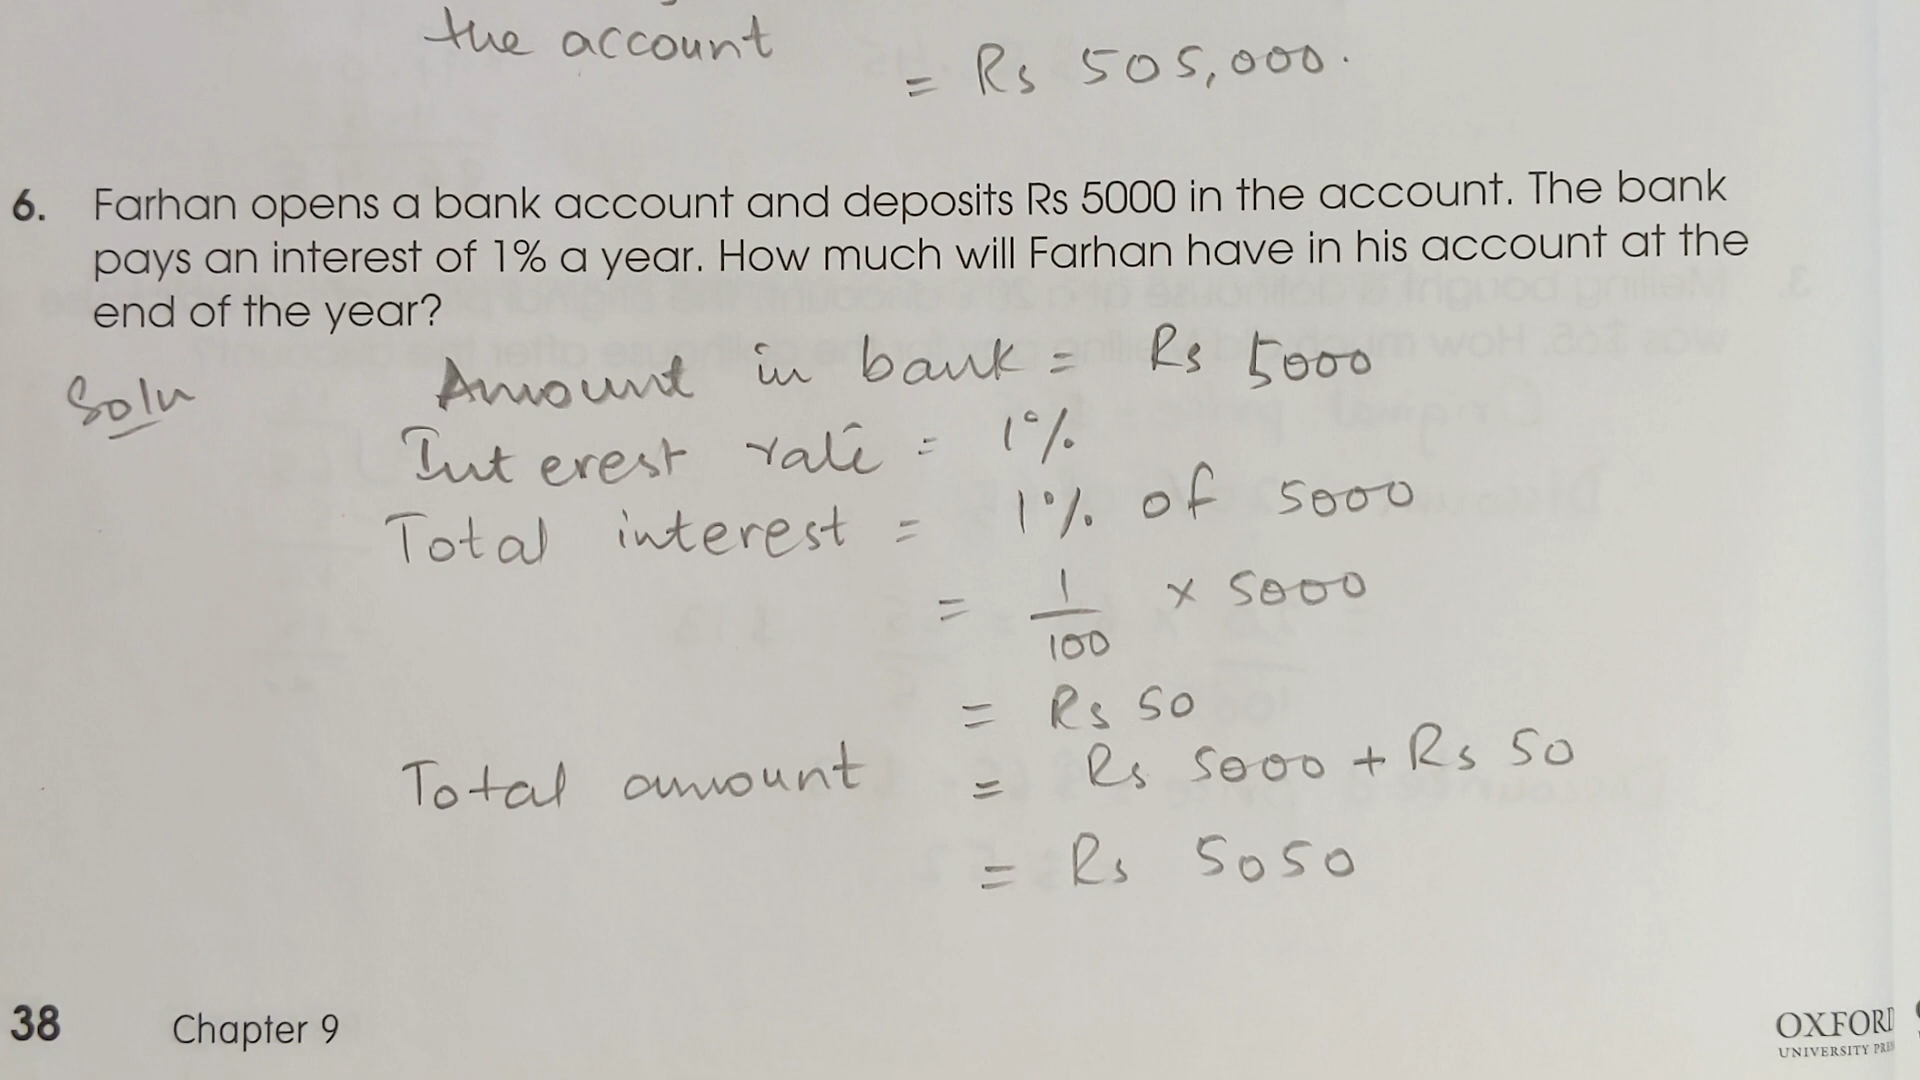 the account
= Rs 505,000.
6. Farhan opens a bank account and deposits Rs 5000 in the account. The bank
pays an interest of 1% a year. How much will Farhan have in his account at the
end of the year?
Soln
Amount in bank = Rs 5000
Interest rate = 1%
Total interest = 1% of 5000
= 1/100 x 5000
= Rs 50
Total amount = Rs 5000 + Rs 50
= Rs 5050
38 Chapter 9
OXFORD
UNIVERSITY